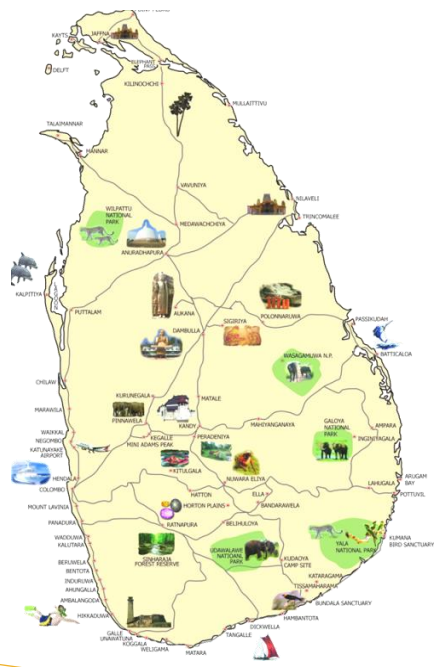 JAFFNA
KAYTS
DELFT
ELEPHANT
PASS
KILINOCHCHI
MULLAITTIVU
TALAIMANNAR
MANNAR
VAVUNIYA
NILAVELI
TRINCOMALEE
WILPATTU
NATIONAL
PARK
MEDAWACHCHIYA
ANURADHAPURA
KALPITIYA
PUTTALAM
AUKANA
SIGIRIYA
POLONNARUWA
DAMBULLA
PASSIKUDAH
BATTICALOA
WASAGAMUWA N.P.
CHILAW
KURUNEGALA
MATALE
MARAWILA
PINNAWELA
KANDY
MAHIYANGANAYA
GALOYA
NATIONAL
PARK
AMPARA
INGINIYAGALA
WAIKKAL
NEGOMBO
KATUNAYAKE
AIRPORT
KEGALLE
MINI ADAMS PEAK
PERADENIYA
KITULGALA
HENDALA
COLOMBO
NUWARA ELIYA
HATTON
ELLA
BANDARAWELA
LAHUGALA
ARUGAM
BAY
POTTUVIL
MOUNT LAVINIA
HORTON PLAINS
PANADURA
RATNAPURA
BELIHULOYA
WADDUWA
KALUTARA
SINHARAJA
FOREST RESERVE
UDAWALAWE
NATIOANL
PARK
KUDAOYA
CAMP SITE
YALA
NATIONAL PARK
KUMANA
BIRD SANCTUARY
BERUWELA
BENTOTA
INDURUWA
AHUNGALLA
AMBALANGODA
HIKKADUWA
KATARAGAMA
TISSAMAHARAMA
BUNDALA SANCTUARY
HAMBANTOTA
DICKWELLA
TANGALLE
GALLE
UNAWATUNA
KOGGALA
WELIGAMA
MATARA